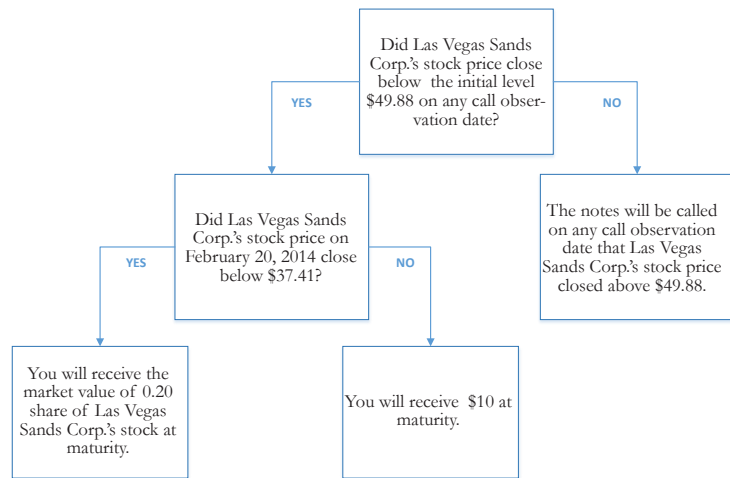 Did Las Vegas Sands
Corp.'s stock price close
below the initial level
$49.88 on any call obser-
vation date?
YES
NO
Did Las Vegas Sands
Corp.'s stock price on
February 20, 2014 close
below $37.41?
The notes will be called
on any call observation
date that Las Vegas
Sands Corp.'s stock price
closed above $49.88.
YES
NO
You will receive the
market value of 0.20
share of Las Vegas
Sands Corp.'s stock at
maturity.
You will receive $10 at
maturity.